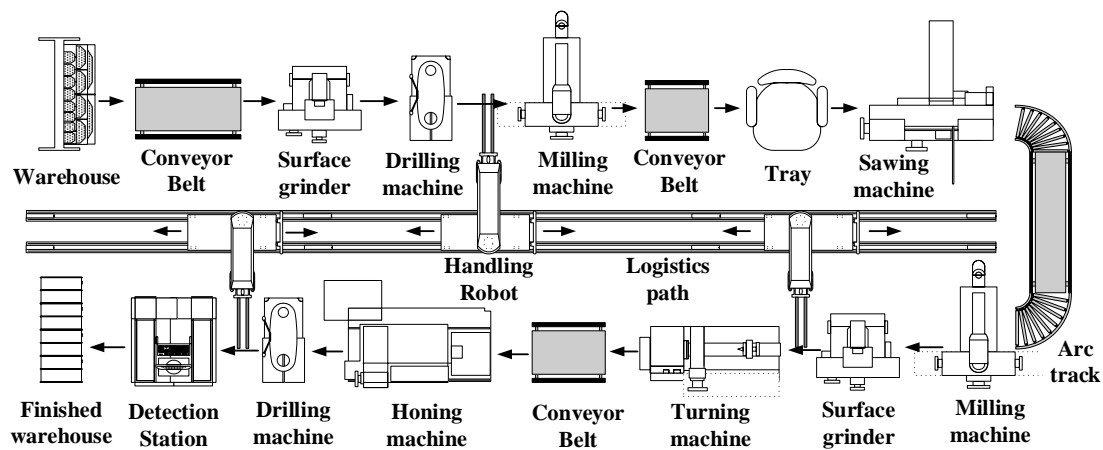 Warehouse
Conveyor
Belt
Surface
grinder
Drilling
machine
Milling
machine
Conveyor
Belt
Tray
Sawing
machine
Handling
Robot
Logistics
path
Arc
track
Finished
warehouse
Detection
Station
Drilling
machine
Honing
machine
Conveyor
Belt
Turning
machine
Surface
grinder
Milling
machine